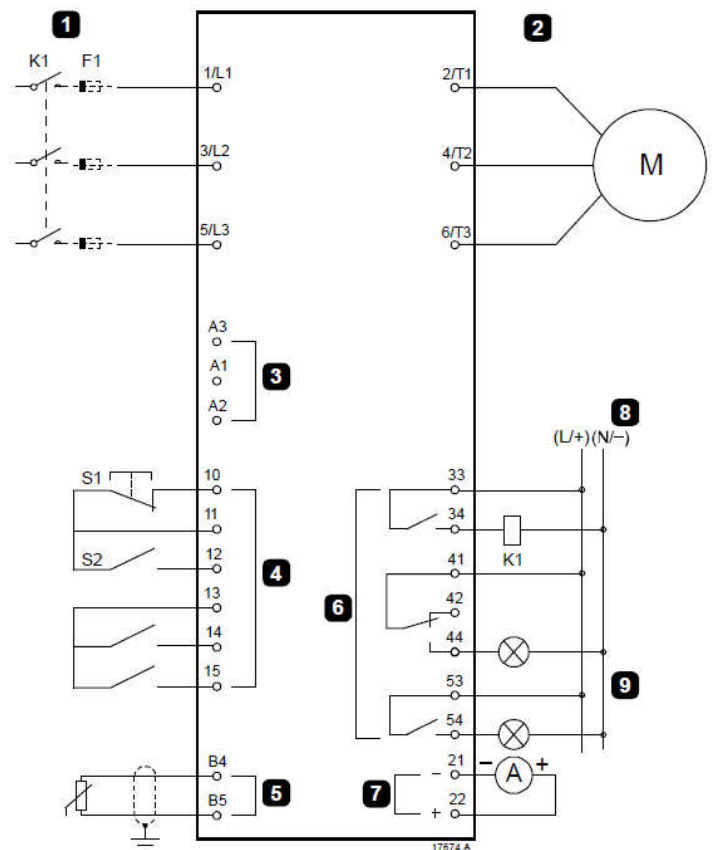 1 2
K1 F1
1/L1 2/T1
M
3/L2 4/T2
5/L3 6/T3
A3
A1 3
A2
8
(L/+) (N/–)
S1 10 33
11 34
K1
S2 12 41
4
13 42
6
14 44
15 53
9
54
B4 21 – A +
5 7 –
B5 + 22
17674.A